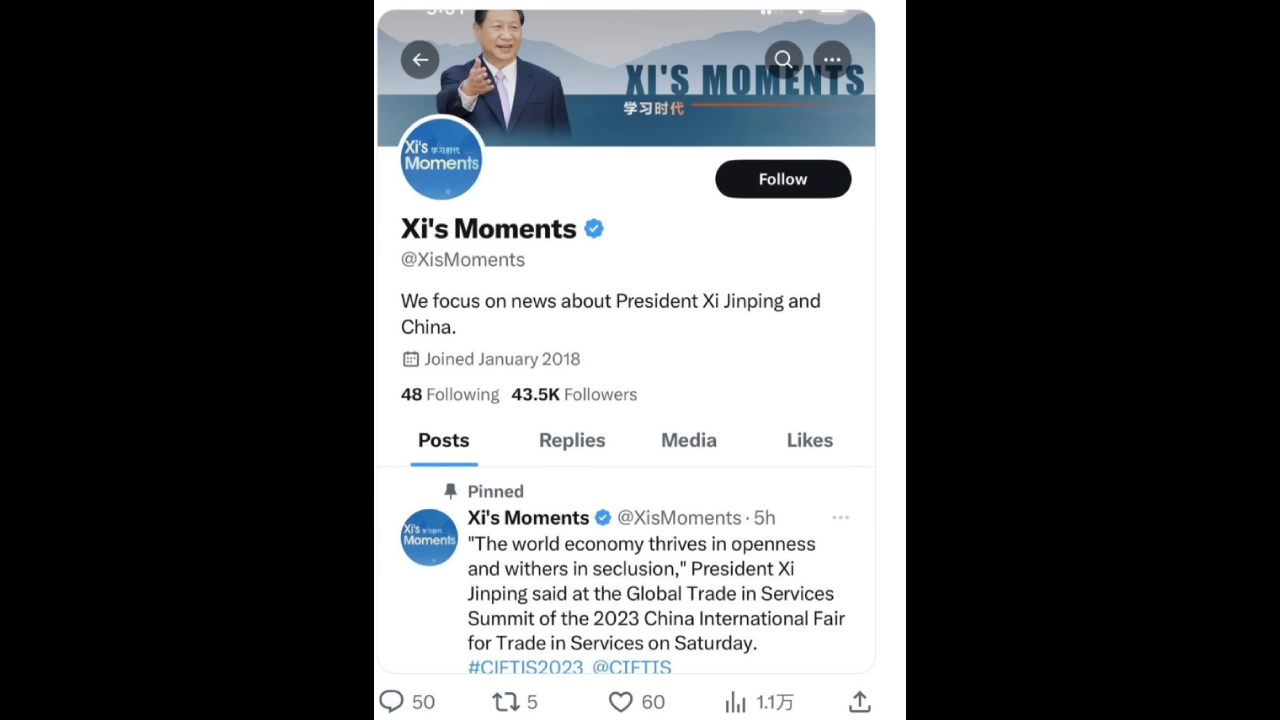 XI'S MOMENTS
学习时代
Xi's 学习时代
Moments
Follow
Xi's Moments
@XisMoments
We focus on news about President Xi Jinping and
China.
Joined January 2018
48 Following 43.5K Followers
Posts Replies Media Likes
Pinned
Xi's Moments @XisMoments · 5h
Xi's 学习时代
Moments
"The world economy thrives in openness
and withers in seclusion," President Xi
Jinping said at the Global Trade in Services
Summit of the 2023 China International Fair
for Trade in Services on Saturday.
#CIFTIS2023 @CIFTIS
50 5 60 1.1万